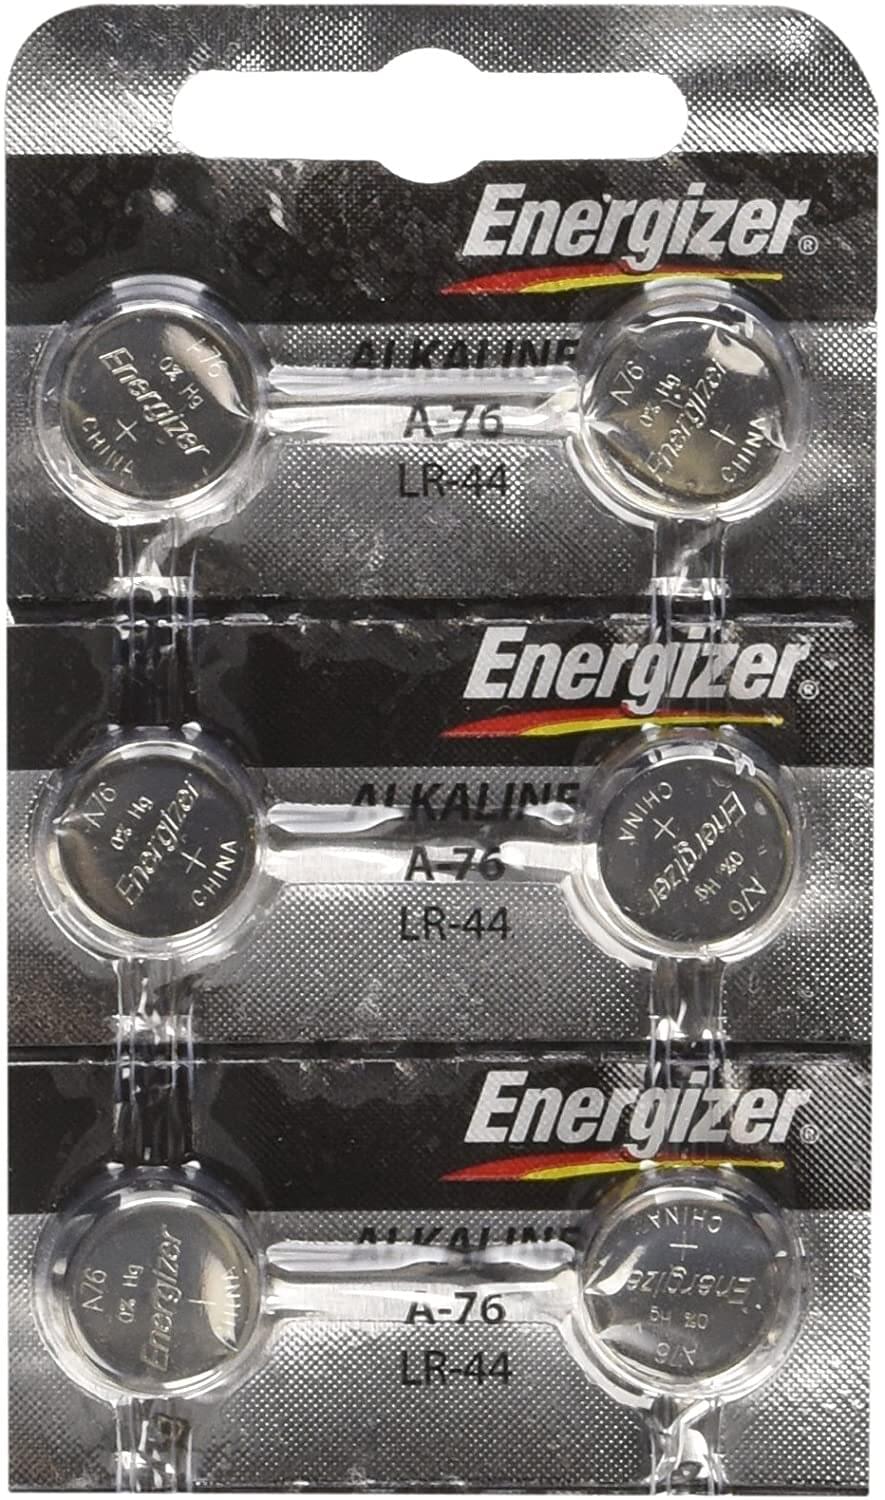 Energizer®
ALKALINE
A-76
LR-44
A76
0% Hg
Energizer
+
CHINA
A76
0% Hg
Energizer
+
CHINA
Energizer®
ALKALINE
A-76
LR-44
A76
0% Hg
Energizer
+
CHINA
A76
0% Hg
Energizer
+
CHINA
Energizer®
ALKALINE
A-76
LR-44
A76
0% Hg
Energizer
+
CHINA
A76
0% Hg
Energizer
+
CHINA